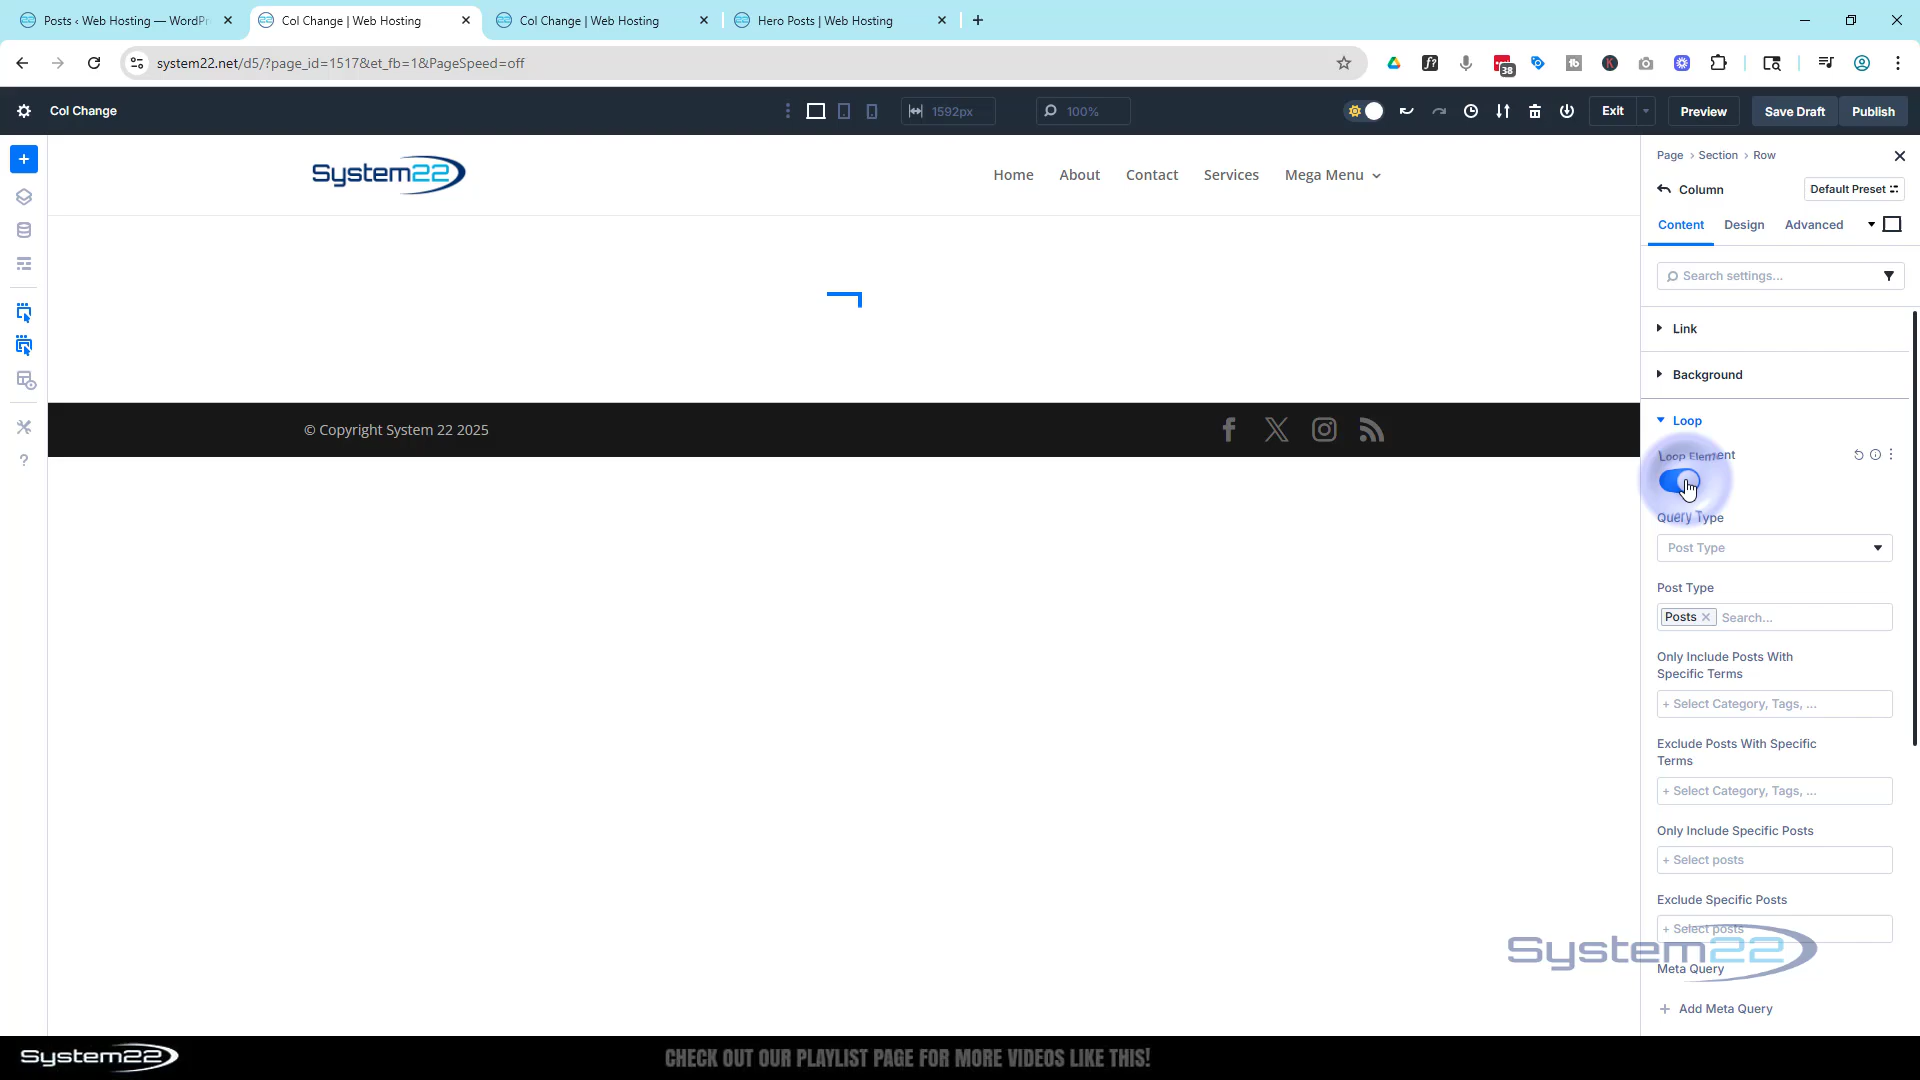 Posts ‹ Web Hosting — WordPr
Col Change | Web Hosting
Col Change | Web Hosting
Hero Posts | Web Hosting
system22.net/d5/?page_id=1517&et_fb=1&PageSpeed=off
38
Col Change
1592px
100%
Exit
Preview
Save Draft
Publish
System22
Home
About
Contact
Services
Mega Menu
Page
Section
Row
Column
Default Preset
Content
Design
Advanced
Search settings...
Link
Background
Loop
Loop Element
Query Type
Post Type
Post Type
Posts
Search...
Only Include Posts With
Specific Terms
+ Select Category, Tags, ...
Exclude Posts With Specific
Terms
+ Select Category, Tags, ...
Only Include Specific Posts
+ Select posts
Exclude Specific Posts
+ Select posts
System22
Meta Query
Add Meta Query
© Copyright System 22 2025
System22
CHECK OUT OUR PLAYLIST PAGE FOR MORE VIDEOS LIKE THIS!